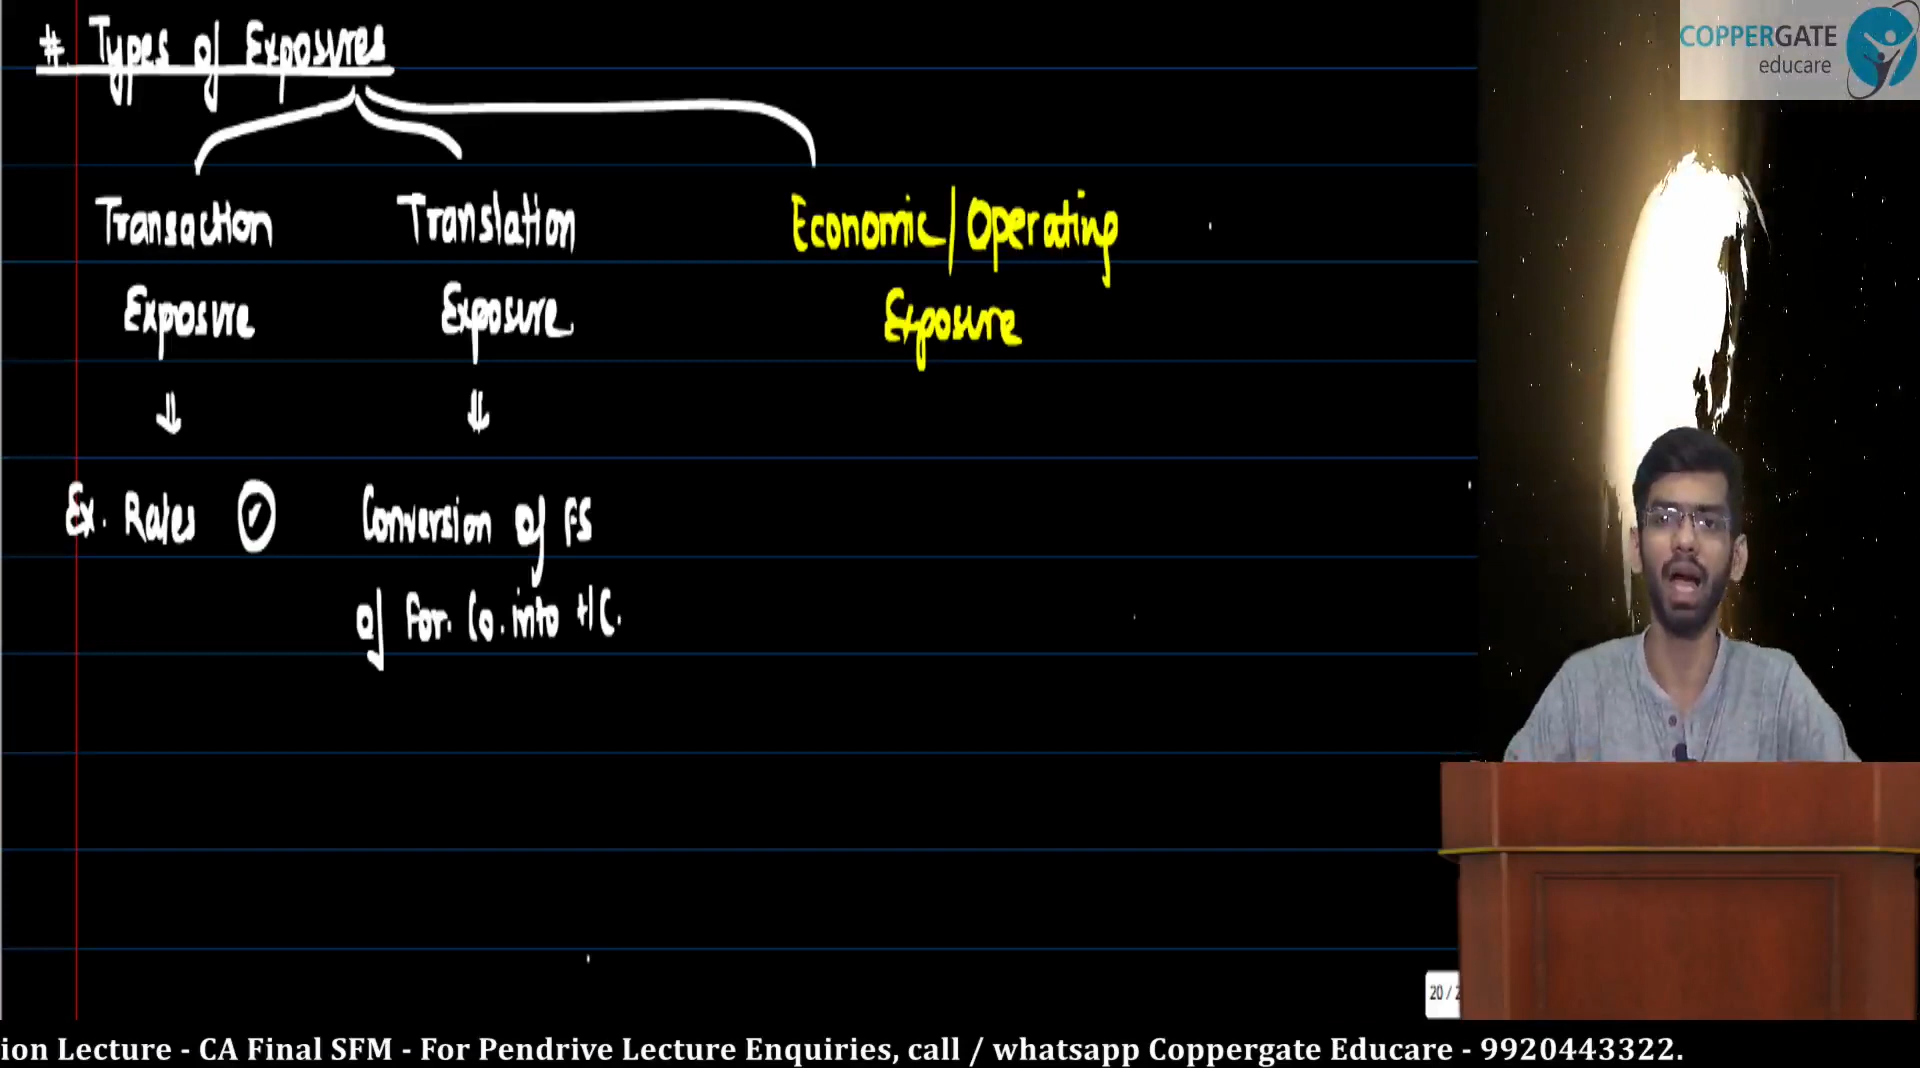 # Types of Exposures
COPPERGATE
educare
Transaction Exposure
Translation Exposure
Economic/Operating Exposure
Ex. Rates
Conversion of FS
of For. Co. into HC.
20 / 2
ion Lecture - CA Final SFM - For Pendrive Lecture Enquiries, call / whatsapp Coppergate Educare - 9920443322.